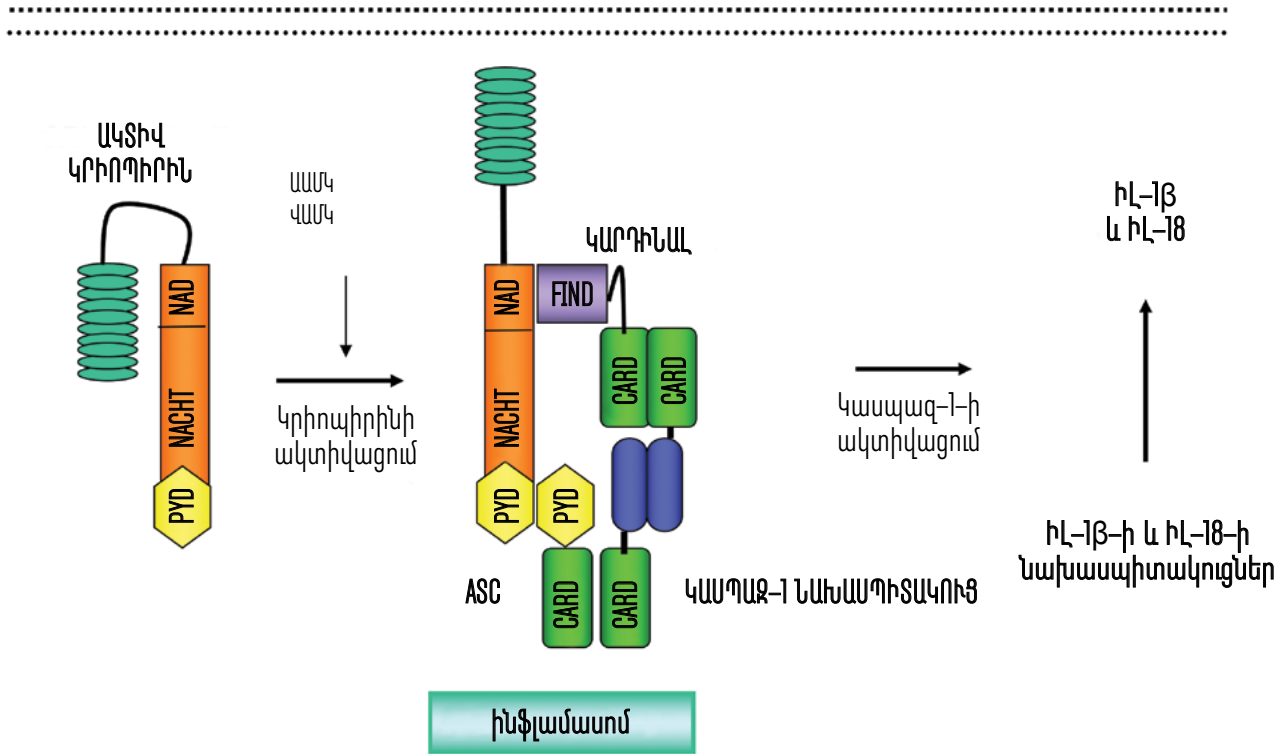 ԱԿՏԻՎ
ԿՐԻՈՊԻՐԻՆ
NAD
NACHT
PYD
ԱԱՄԿ
ՎԱՄԿ
Կրիոպիրինի
ակտիվացում
ԿԱՐԴԻՆԱԼ
NAD
FIND
NACHT
CARD
CARD
PYD
PYD
ASC
CARD
CARD
ԿԱՍՊԱԶ–1 ՆԱԽԱՍՊԻՏԱԿՈՒՑ
ինֆլամասոմ
Կասպազ–1–ի
ակտիվացում
ԻԼ–1β
և ԻԼ–18
ԻԼ–1β–ի և ԻԼ–18–ի
նախասպիտակուցներ